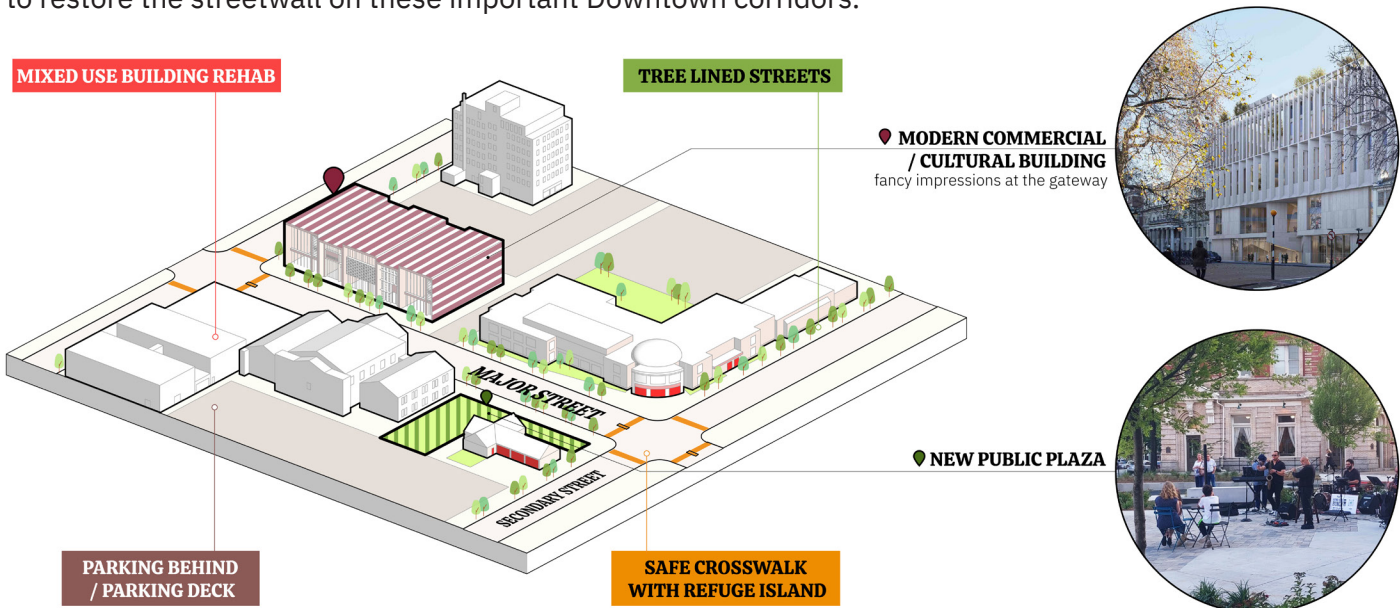 to restore the streetwall on these important Downtown corridors.
MIXED USE BUILDING REHAB
TREE LINED STREETS
MODERN COMMERCIAL
/ CULTURAL BUILDING
fancy impressions at the gateway
MAJOR STREET
NEW PUBLIC PLAZA
SECONDARY STREET
PARKING BEHIND
/ PARKING DECK
SAFE CROSSWALK
WITH REFUGE ISLAND